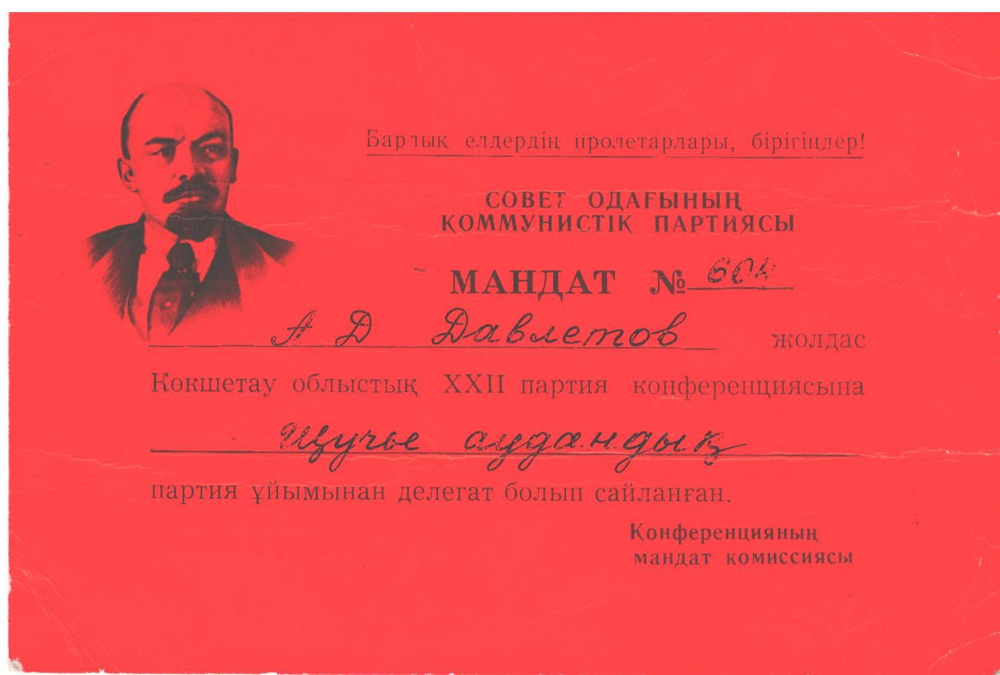 Барлық елдердің пролетарлары, бірігіңдер!
СОВЕТ ОДАҒЫНЫҢ
КОММУНИСТІК ПАРТИЯСЫ
МАНДАТ № 604
А Д Давлетов жолдас
Көкшетау облыстық XXII партия конференциясына
Щучье аудандық
партия ұйымынан делегат болып сайланған.
Конференцияның
мандат комиссиясы